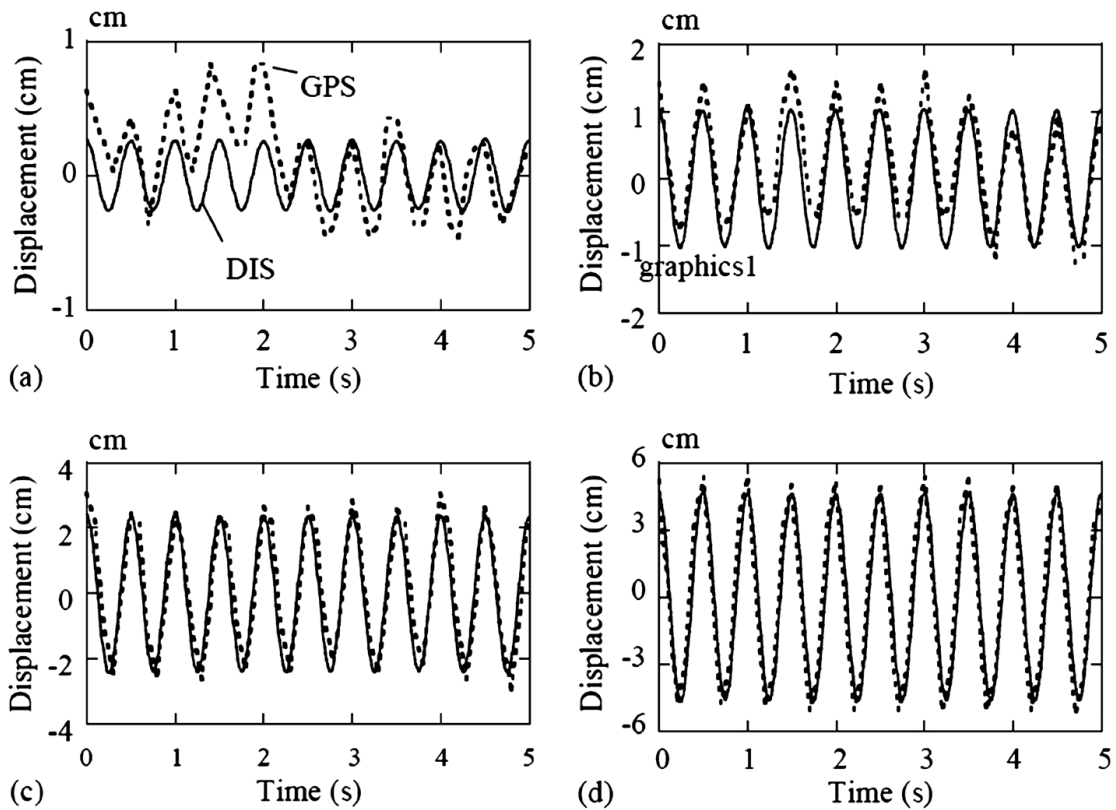 cm
Displacement (cm)
1
0
-1
GPS
DIS
0 1 2 3 4 5
(a)
Time (s)
cm
Displacement (cm)
2
1
0
-1
-2
graphics1
0 1 2 3 4 5
(b)
Time (s)
cm
Displacement (cm)
4
2
0
-2
-4
0 1 2 3 4 5
(c)
Time (s)
cm
Displacement (cm)
6
3
0
-3
-6
0 1 2 3 4 5
(d)
Time (s)